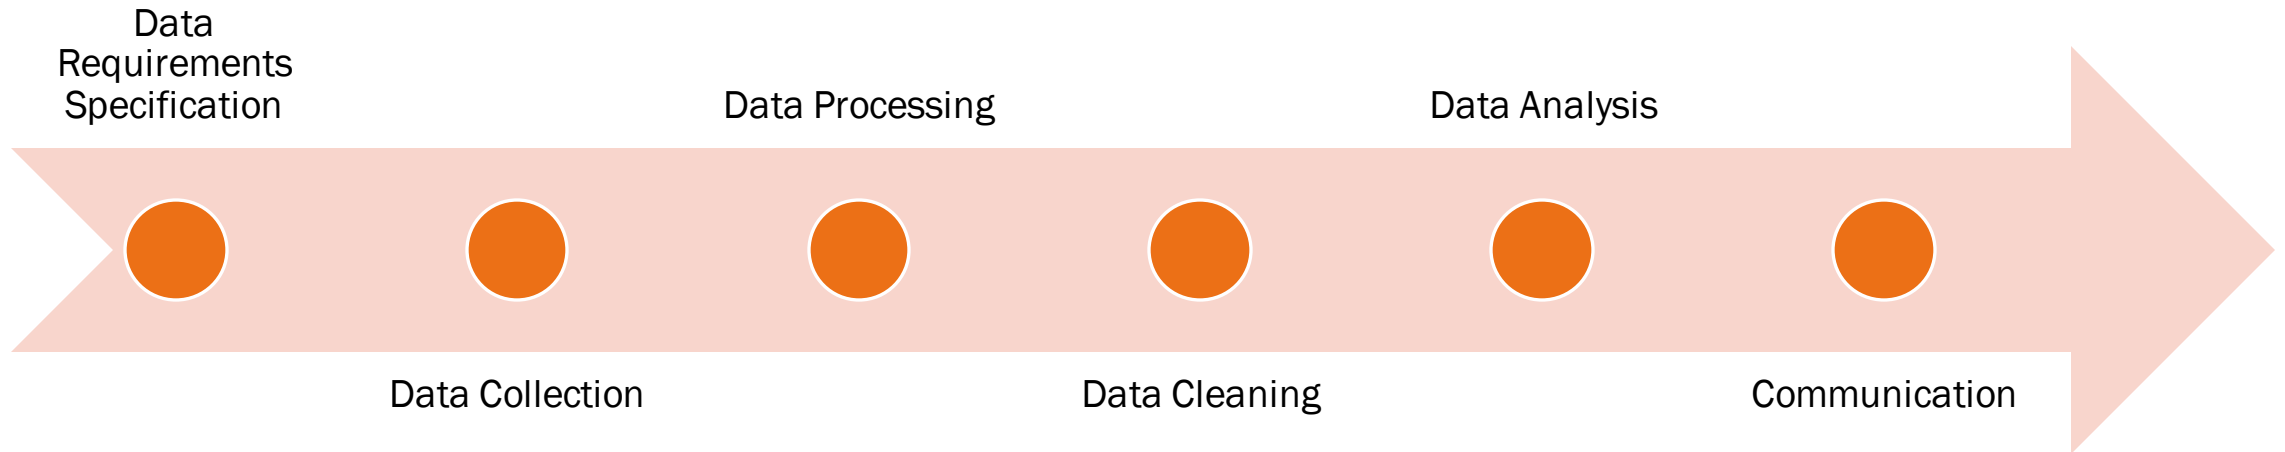 Data
Requirements
Specification
Data Collection
Data Processing
Data Cleaning
Data Analysis
Communication